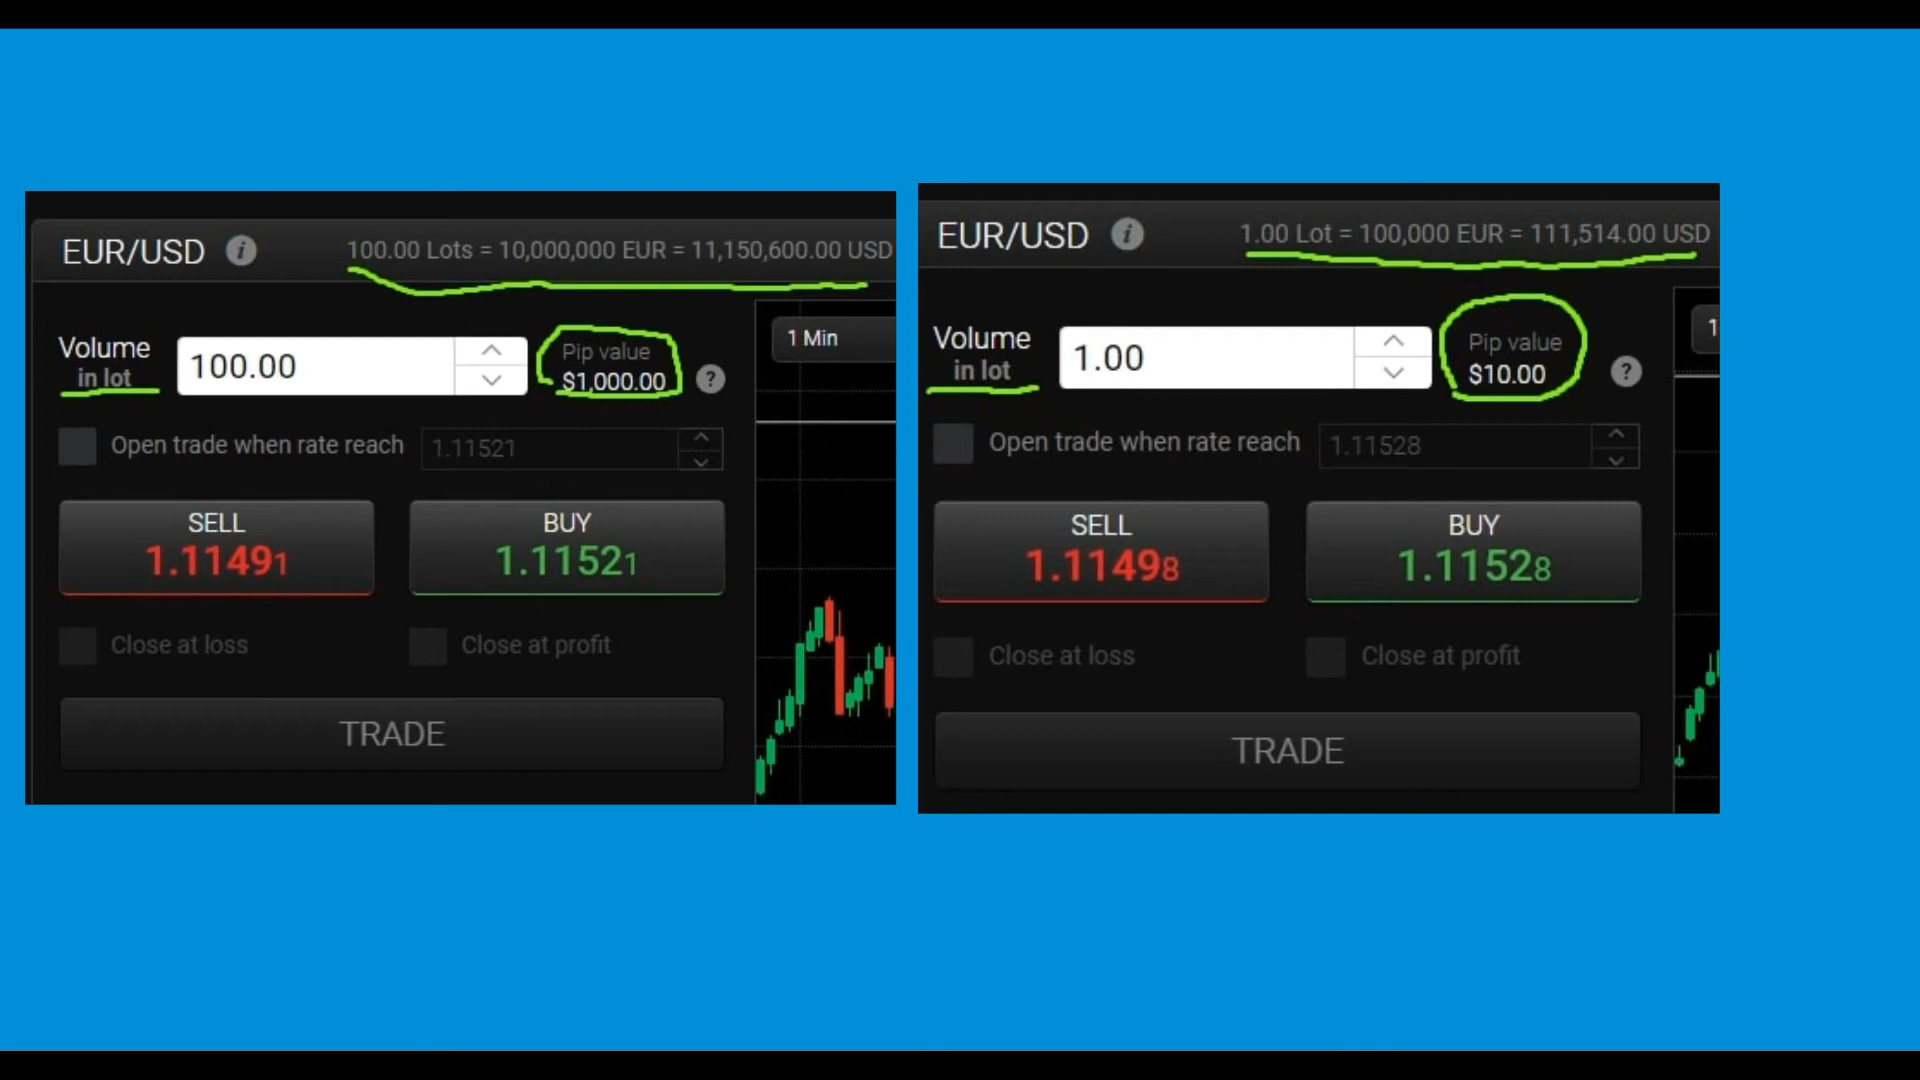 EUR/USD i 100.00 Lots = 10,000,000 EUR = 11,150,600.00 USD
Volume
in lot
100.00
Pip value
$1,000.00
?
1 Min
Open trade when rate reach 1.11521
SELL
1.11491
BUY
1.11521
Close at loss
Close at profit
TRADE
EUR/USD i 1.00 Lot = 100,000 EUR = 111,514.00 USD
Volume
in lot
1.00
Pip value
$10.00
?
1
Open trade when rate reach 1.11528
SELL
1.11498
BUY
1.11528
Close at loss
Close at profit
TRADE